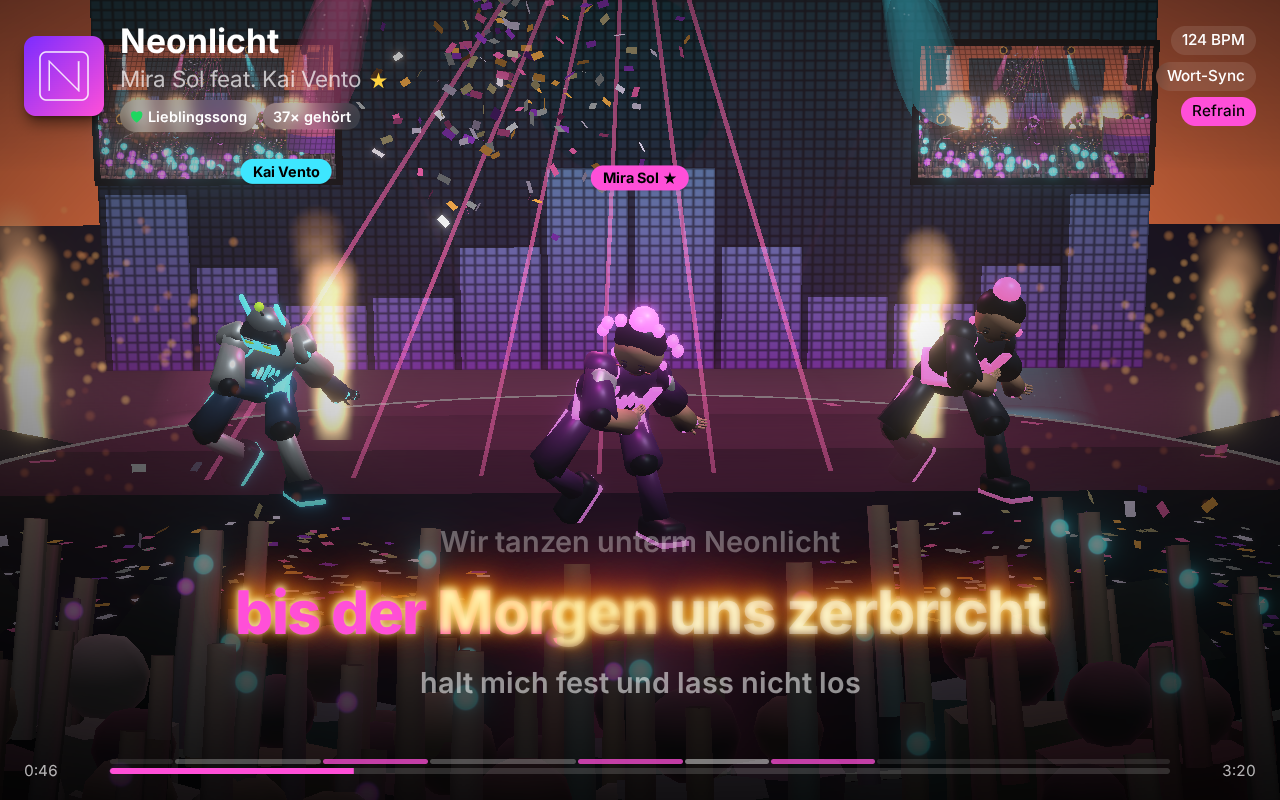 Neonlicht
Mira Sol feat. Kai Vento ★
Lieblingssong
37× gehört
124 BPM
Wort-Sync
Refrain
N
Kai Vento
Mira Sol ★
Wir tanzen unterm Neonlicht
bis der Morgen uns zerbricht
halt mich fest und lass nicht los
0:46
3:20